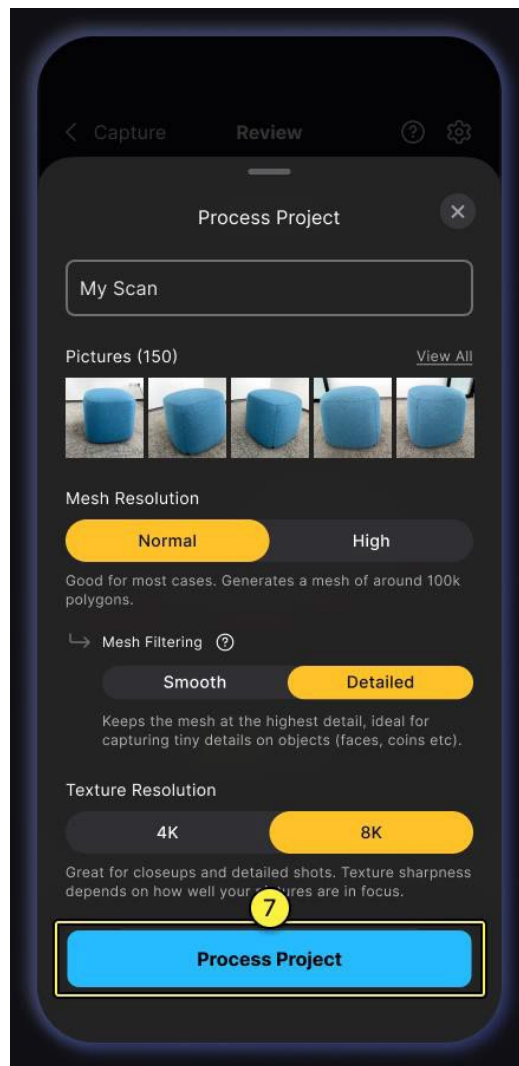 Capture
Review
Process Project
My Scan
Pictures (150)
View All
Mesh Resolution
Normal
High
Good for most cases. Generates a mesh of around 100k
polygons.
Mesh Filtering
Smooth
Detailed
Keeps the mesh at the highest detail, ideal for
capturing tiny details on objects (faces, coins etc).
Texture Resolution
4K
8K
Great for closeups and detailed shots. Texture sharpness
depends on how well your pictures are in focus.
7
Process Project